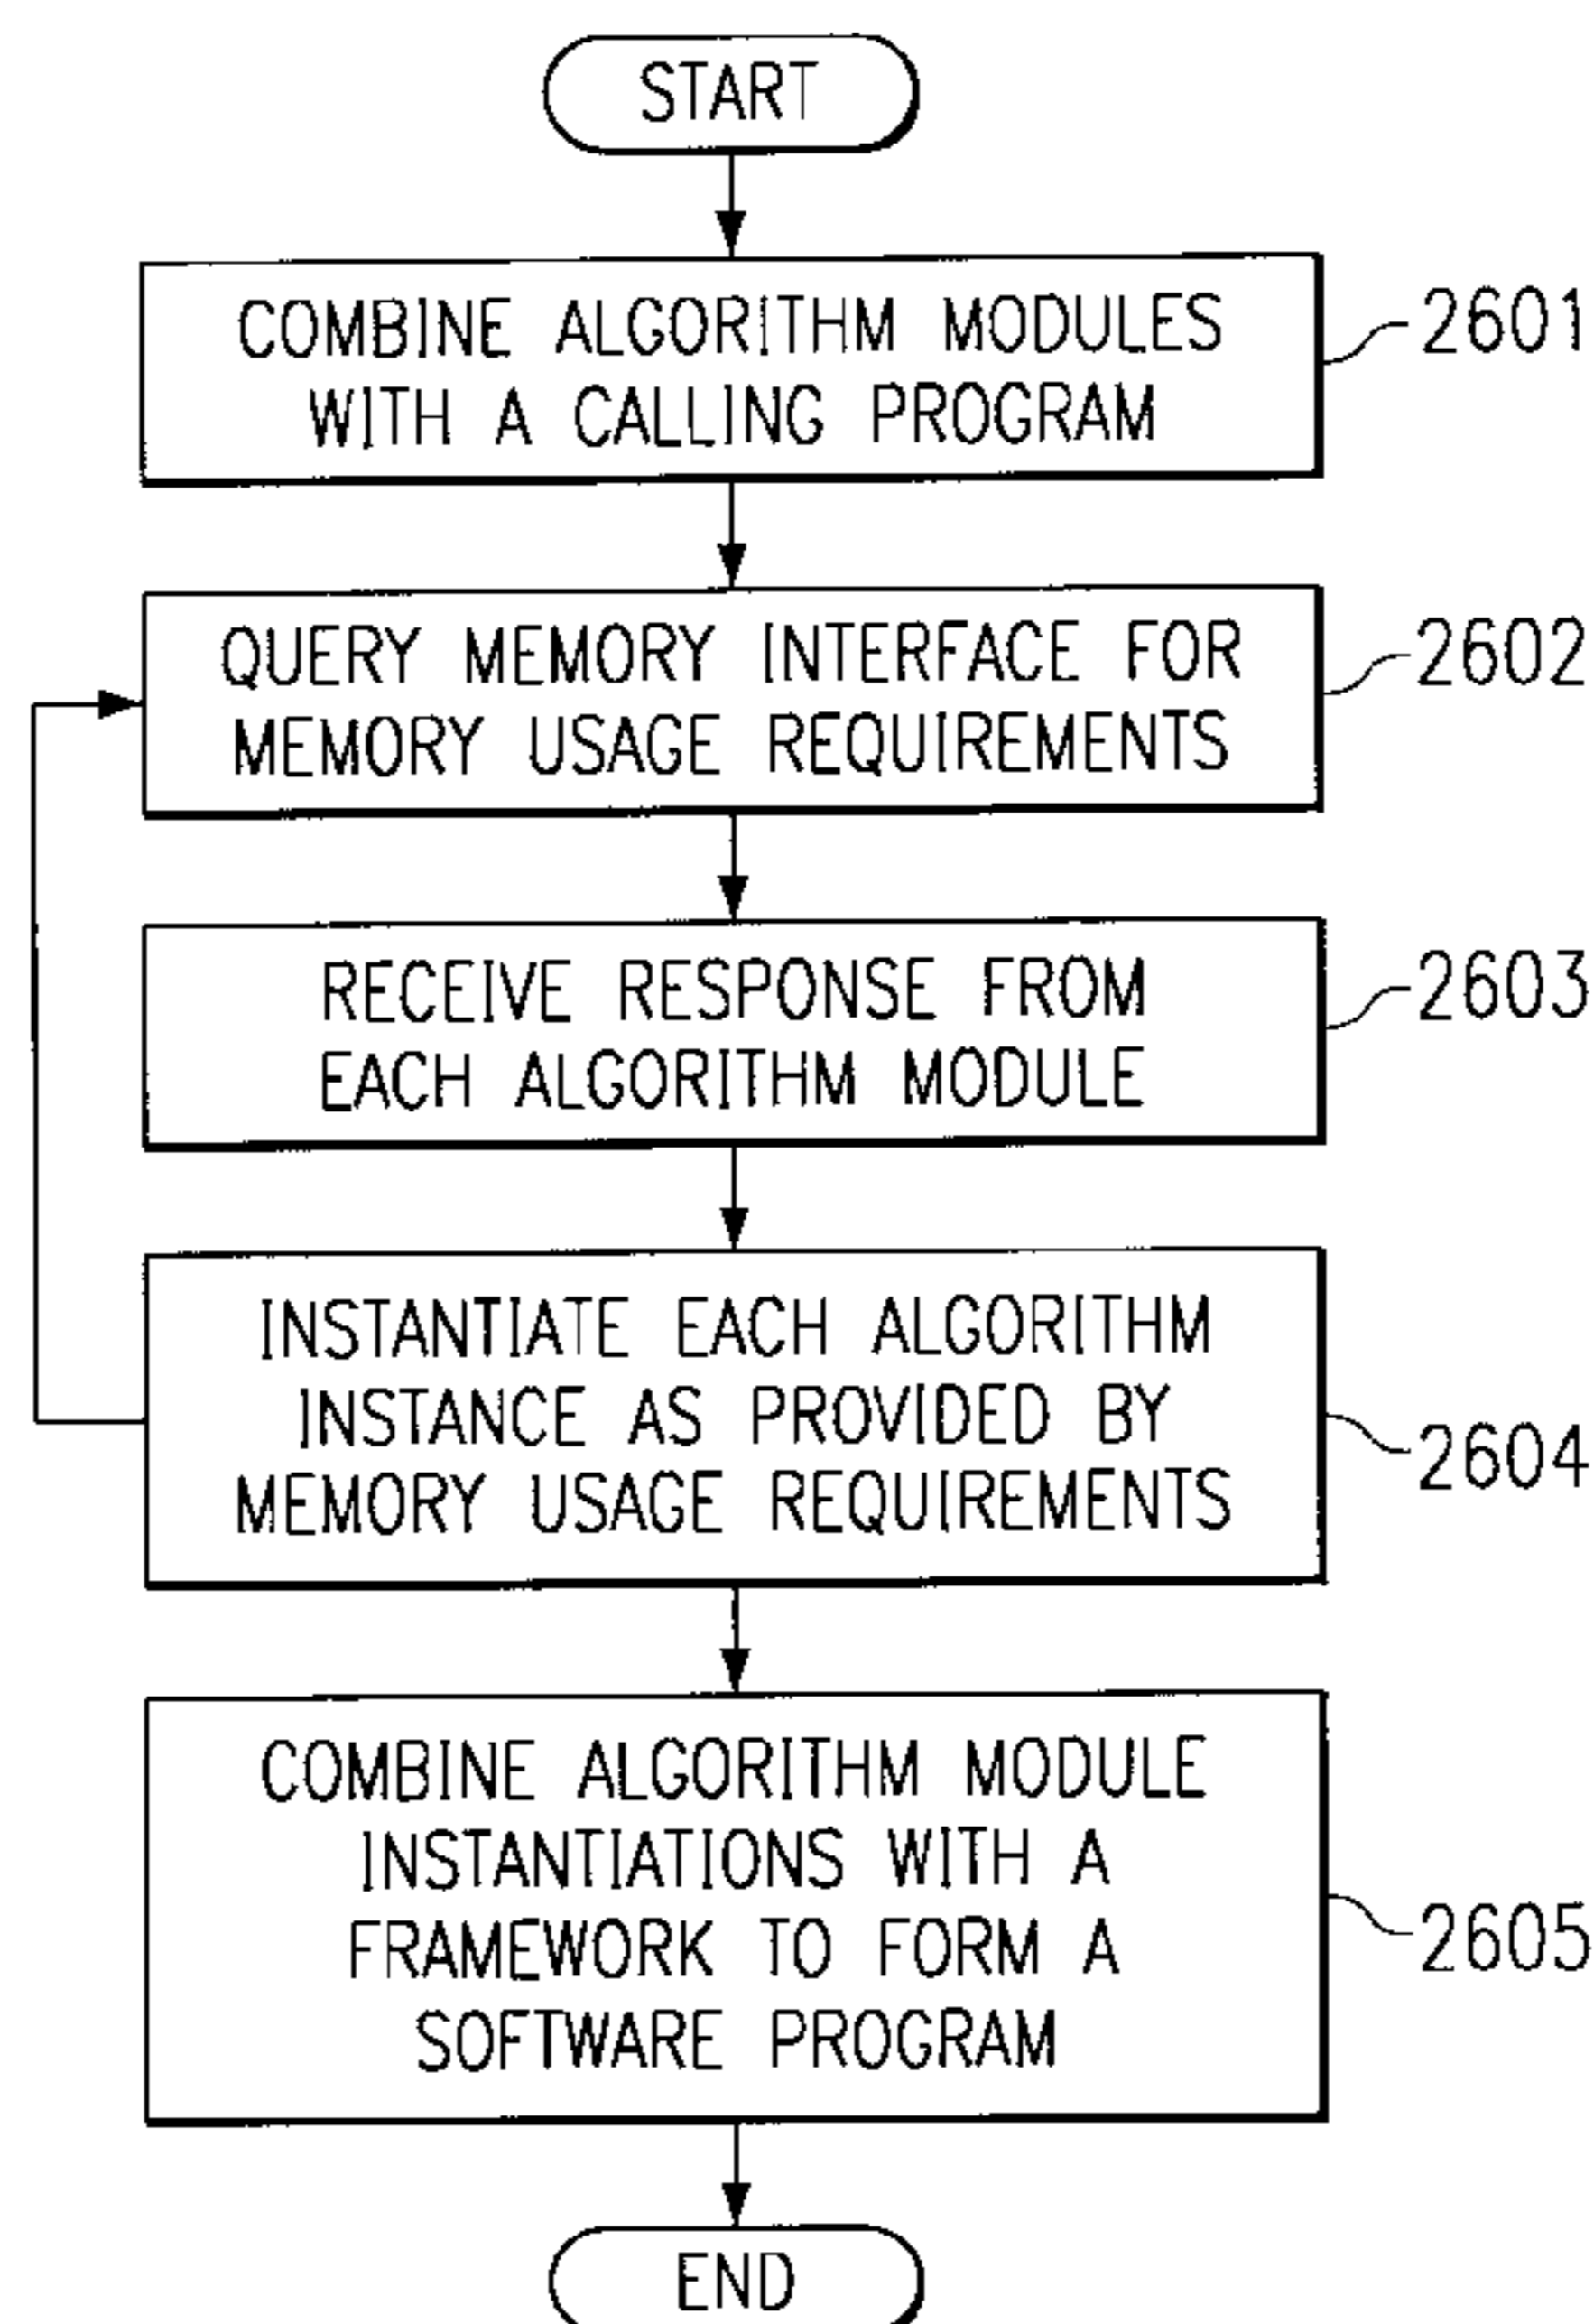 START
COMBINE ALGORITHM MODULES
WITH A CALLING PROGRAM
2601
QUERY MEMORY INTERFACE FOR
MEMORY USAGE REQUIREMENTS
2602
RECEIVE RESPONSE FROM
EACH ALGORITHM MODULE
2603
INSTANTIATE EACH ALGORITHM
INSTANCE AS PROVIDED BY
MEMORY USAGE REQUIREMENTS
2604
COMBINE ALGORITHM MODULE
INSTANTIATIONS WITH A
FRAMEWORK TO FORM A
SOFTWARE PROGRAM
2605
END